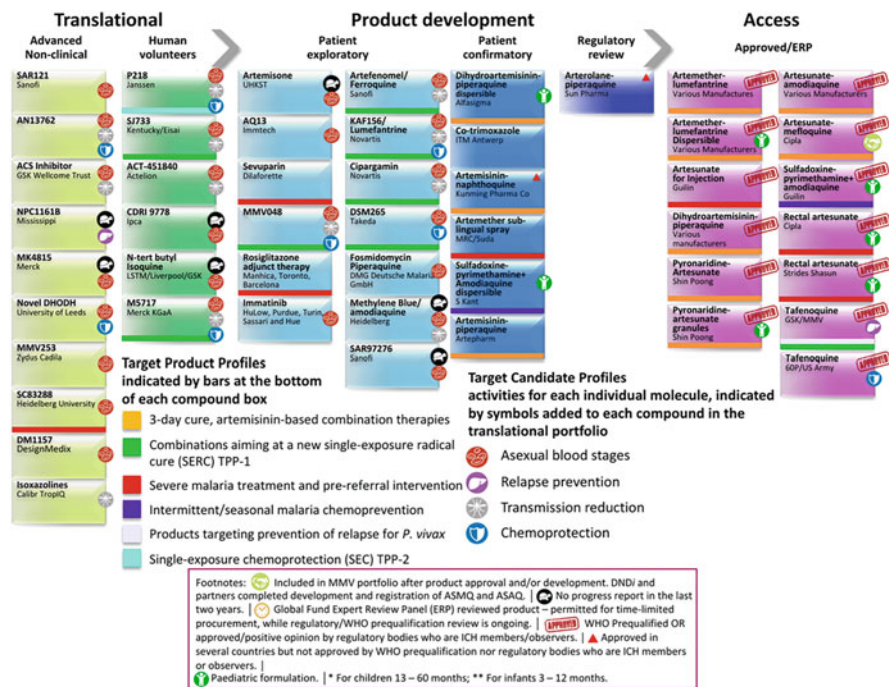 Translational
Product development
Access
Advanced
Non-clinical
Human
volunteers
Patient
exploratory
Patient
confirmatory
Regulatory
review
Approved/ERP
SAR121
Sanofi
AN13762
ACS Inhibitor
GSK Wellcome Trust
NPC1161B
Mississippi
MK4815
Merck
Novel DHODH
University of Leeds
MMV253
Zydus Cadila
SC83288
Heidelberg University
DM1157
DesignMedix
Isoxazolines
Calibr TropIQ
P218
Janssen
SJ733
Kentucky/Eisai
ACT-451840
Actelion
CDRI 9778
Ipca
N-tert butyl
Isoquine
LSTM/Liverpool/GSK
M5717
Merck KGaA
Artemisone
UHKST
AQ13
Immtech
Sevuparin
Dilaforette
MMV048
Rosiglitazone
adjunct therapy
Manhica, Toronto,
Barcelona
Immatinib
HuLow, Purdue, Turin,
Sassari and Hue
Artefenomel/
Ferroquine
Sanofi
KAF156/
Lumefantrine
Novartis
Cipargamin
Novartis
DSM265
Takeda
Fosmidomycin
Piperaquine
DMG Deutsche Malaria
GmbH
Methylene Blue/
amodiaquine
Heidelberg
SAR97276
Sanofi
Dihydroartemisinin-
piperaquine
dispersible
Alfasigma
Co-trimoxazole
ITM Antwerp
Artemisinin-
naphthoquine
Kunming Pharma Co
Artemether sub-
lingual spray
MRC/Suda
Sulfadoxine-
pyrimethamine+
Amodiaquine
dispersible
S Kant
Artemisinin-
piperaquine
Artepharm
Arterolane-
piperaquine
Sun Pharma
Artemether-
lumefantrine
Various Manufacturers
APPROVED
Artemether-
lumefantrine
Dispersible
Various Manufacturers
APPROVED
Artesunate
for Injection
Guilin
APPROVED
Dihydroartemisinin-
piperaquine
Various
manufacturers
APPROVED
Pyronaridine-
Artesunate
Shin Poong
APPROVED
Pyronaridine-
artesunate
granules
Shin Poong
APPROVED
Artesunate-
amodiaquine
Various Manufacturers
APPROVED
Artesunate-
mefloquine
Cipla
APPROVED
Sulfadoxine-
pyrimethamine+
amodiaquine
Guilin
APPROVED
Rectal artesunate
Cipla
APPROVED
Rectal artesunate
Strides Shasun
APPROVED
Tafenoquine
GSK/MMV
APPROVED
Tafenoquine
60P/US Army
APPROVED
Target Product Profiles
indicated by bars at the bottom
of each compound box
3-day cure, artemisinin-based combination therapies
Combinations aiming at a new single-exposure radical
cure (SERC) TPP-1
Severe malaria treatment and pre-referral intervention
Intermittent/seasonal malaria chemoprevention
Products targeting prevention of relapse for P. vivax
Single-exposure chemoprotection (SEC) TPP-2
Target Candidate Profiles
activities for each individual molecule, indicated
by symbols added to each compound in the
translational portfolio
Asexual blood stages
Relapse prevention
Transmission reduction
Chemoprotection
Footnotes: Included in MMV portfolio after product approval and/or development. DNDi and
partners completed development and registration of ASMQ and ASAQ. | No progress report in the last
two years. | Global Fund Expert Review Panel (ERP) reviewed product – permitted for time-limited
procurement, while regulatory/WHO prequalification review is ongoing. | APPROVED WHO Prequalified OR
approved/positive opinion by regulatory bodies who are ICH members/observers. | Approved in
several countries but not approved by WHO prequalification nor regulatory bodies who are ICH members
or observers. |
Paediatric formulation. | * For children 13 – 60 months; ** For infants 3 – 12 months.